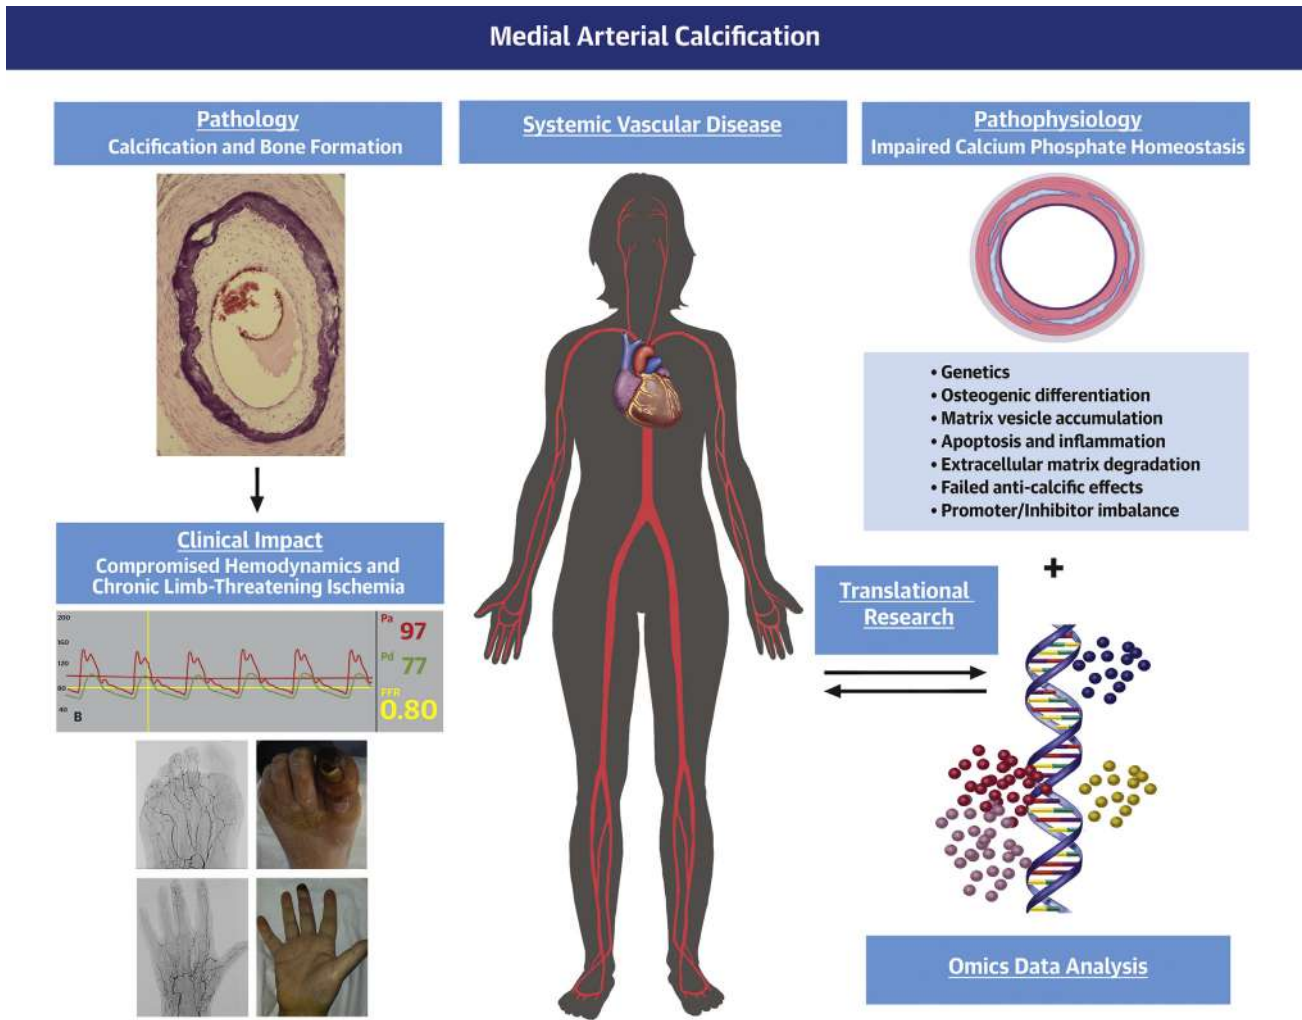 Medial Arterial Calcification
Pathology
Calcification and Bone Formation
Systemic Vascular Disease
Pathophysiology
Impaired Calcium Phosphate Homeostasis
• Genetics
• Osteogenic differentiation
• Matrix vesicle accumulation
• Apoptosis and inflammation
• Extracellular matrix degradation
• Failed anti-calcific effects
• Promoter/Inhibitor imbalance
Clinical Impact
Compromised Hemodynamics and
Chronic Limb-Threatening Ischemia
200
160
120
80
40
B
Pa
97
Pd
77
FFR
0.80
+
Translational
Research
Omics Data Analysis